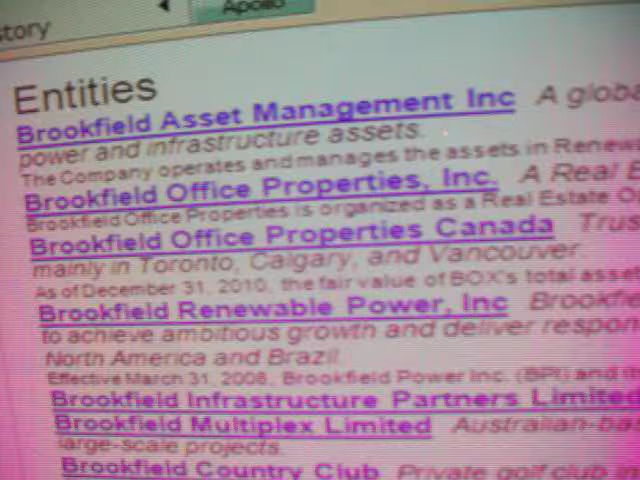 story
Apollo
Entities
Brookfield Asset Management Inc A globa
power and infrastructure assets.
The Company operates and manages the assets in Renew
Brookfield Office Properties, Inc. A Real E
Brookfield Office Properties is organized as a Real Estate O
Brookfield Office Properties Canada Trus
mainly in Toronto, Calgary, and Vancouver.
As of December 31, 2010, the fair value of BOX's total asse
Brookfield Renewable Power, Inc Brookfie
to achieve ambitious growth and deliver respon
North America and Brazil.
Effective March 31, 2008, Brookfield Power Inc. (BPI) and it
Brookfield Infrastructure Partners Limited
Brookfield Multiplex Limited Australian-ba
large-scale projects.
Brookfield Country Club Private golf club in